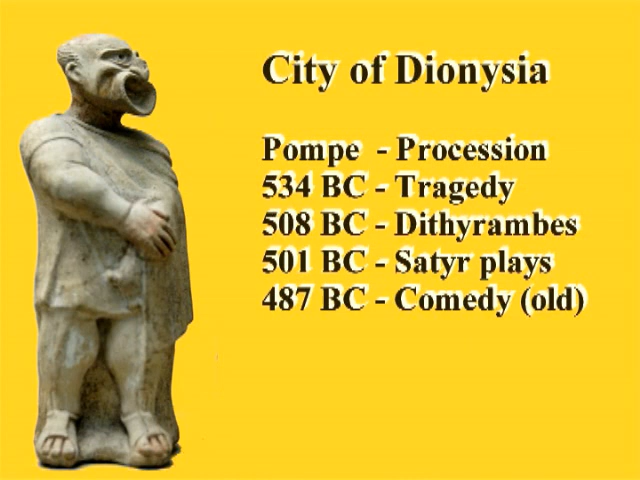 City of Dionysia
Pompe - Procession
534 BC - Tragedy
508 BC - Dithyrambes
501 BC - Satyr plays
487 BC - Comedy (old)